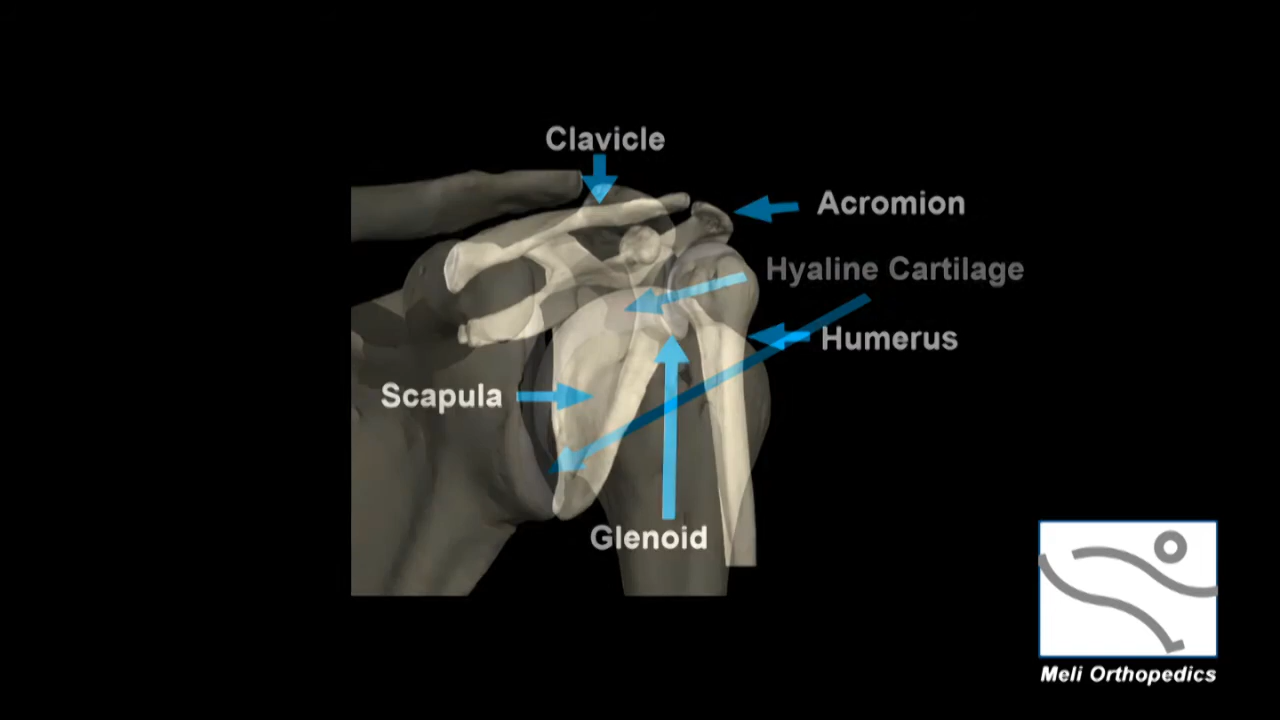 Clavicle
Acromion
Hyaline Cartilage
Humerus
Scapula
Glenoid
Meli Orthopedics